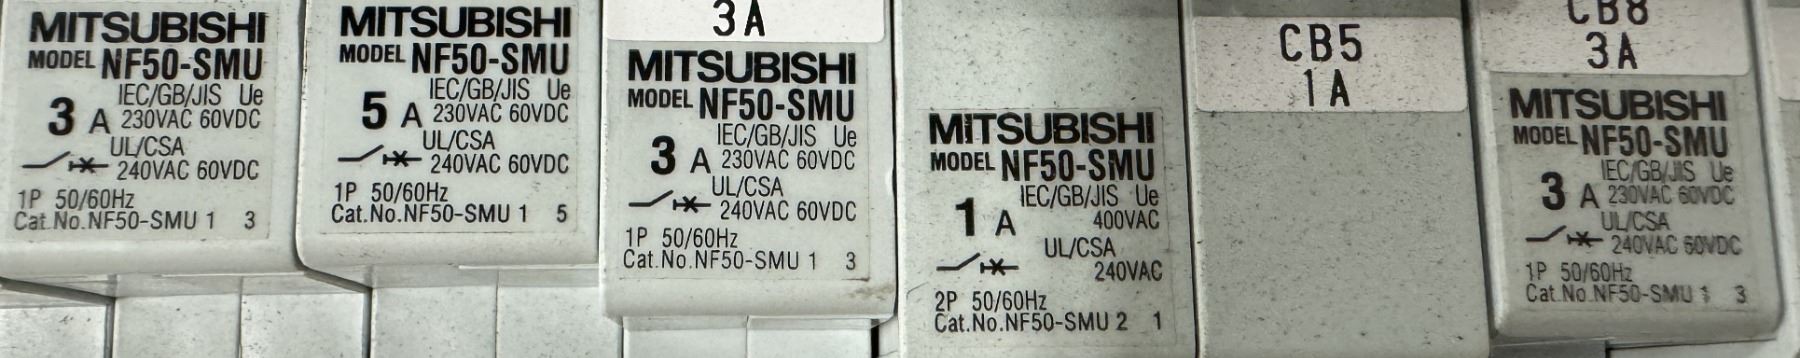 MITSUBISHI
MODEL NF50-SMU
3 A
IEC/GB/JIS Ue
230VAC 60VDC
UL/CSA
240VAC 60VDC
1P 50/60Hz
Cat.No.NF50-SMU 1 3
MITSUBISHI
MODEL NF50-SMU
5 A
IEC/GB/JIS Ue
230VAC 60VDC
UL/CSA
240VAC 60VDC
1P 50/60Hz
Cat.No.NF50-SMU 1 5
3A
MITSUBISHI
MODEL NF50-SMU
3 A
IEC/GB/JIS Ue
230VAC 60VDC
UL/CSA
240VAC 60VDC
1P 50/60Hz
Cat.No.NF50-SMU 1 3
MITSUBISHI
MODEL NF50-SMU
1 A
IEC/GB/JIS Ue
400VAC
UL/CSA
240VAC
2P 50/60Hz
Cat.No.NF50-SMU 2 1
CB5
1A
CB8
3A
MITSUBISHI
MODEL NF50-SMU
3 A
IEC/GB/JIS Ue
230VAC 60VDC
UL/CSA
240VAC 60VDC
1P 50/60Hz
Cat.No.NF50-SMU 1 3